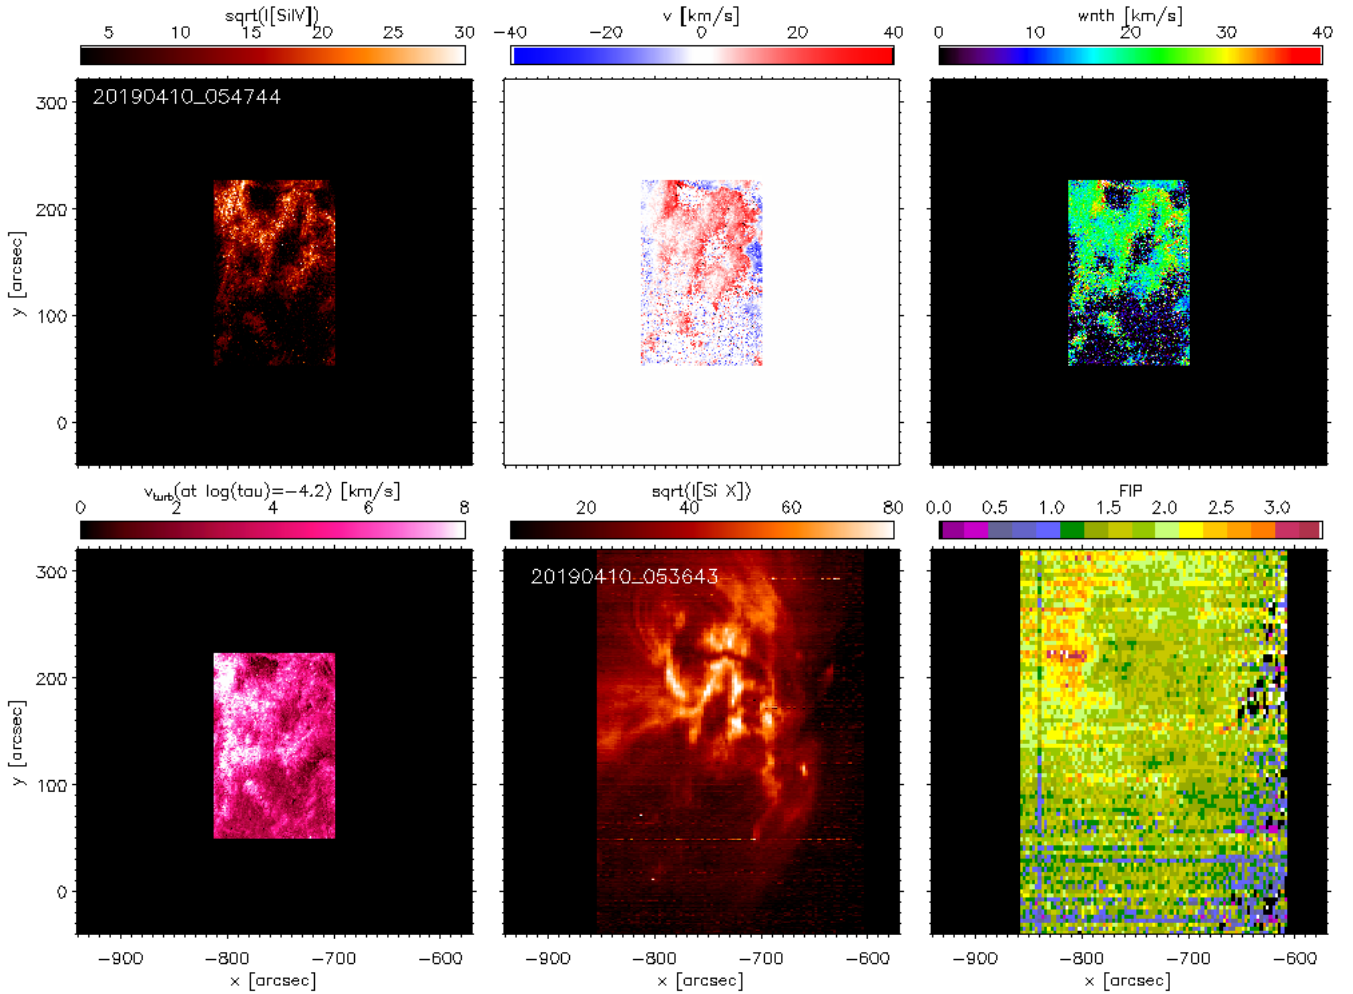 sqrt(I[SiIV]) v [km/s] wnth [km/s]
5 10 15 20 25 30 -40 -20 0 20 40 0 10 20 30 40
20190410_054744
300
200
100
0
y [arcsec]
v_turb(at log(tau)=-4.2) [km/s] sqrt(I[Si X]) FIP
0 2 4 6 8 20 40 60 80 0.0 0.5 1.0 1.5 2.0 2.5 3.0
20190410_053643
300
200
100
0
y [arcsec]
-900 -800 -700 -600 -900 -800 -700 -600 -900 -800 -700 -600
x [arcsec] x [arcsec] x [arcsec]